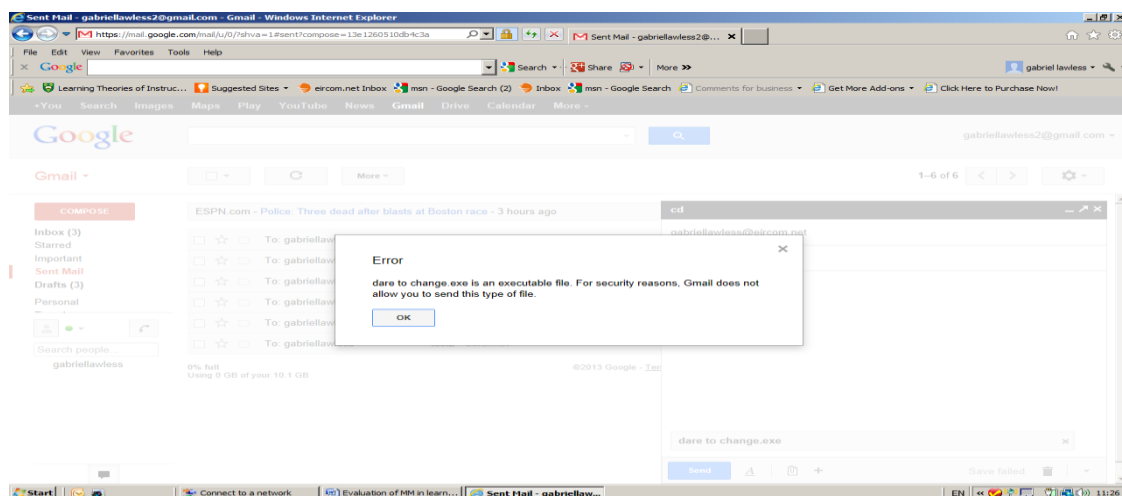 Sent Mail - gabriellawless2@gmail.com - Gmail - Windows Internet Explorer
https://mail.google.com/mail/u/0/?shva=1#sent?compose=13e1260510db4c3a
Sent Mail - gabriellawless2@...
File Edit View Favorites Tools Help
Google Search Share More >> gabriel lawless
Learning Theories of Instruc... Suggested Sites eircom.net Inbox msn - Google Search (2) Inbox msn - Google Search Comments for business Get More Add-ons Click Here to Purchase Now!
+You Search Images Maps Play YouTube News Gmail Drive Calendar More
Google gabriellawless2@gmail.com
Gmail More 1–6 of 6
COMPOSE ESPN.com - Police: Three dead after blasts at Boston race - 3 hours ago cd
Inbox (3) gabriellawless@eircom.net
Starred To: gabriellaw
Important To: gabriellaw
Sent Mail
Drafts (3) To: gabriellaw
Personal To: gabriellaw
To: gabriellaw
Search people... To: gabriellaw
gabriellawless
0% full ©2013 Google -
Using 0 GB of your 10.1 GB
Error
dare to change.exe is an executable file. For security reasons, Gmail does not
allow you to send this type of file.
OK
dare to change.exe
Send Save failed
Start Connect to a network Evaluation of MM in learn... Sent Mail - gabriellaw... EN 11:26